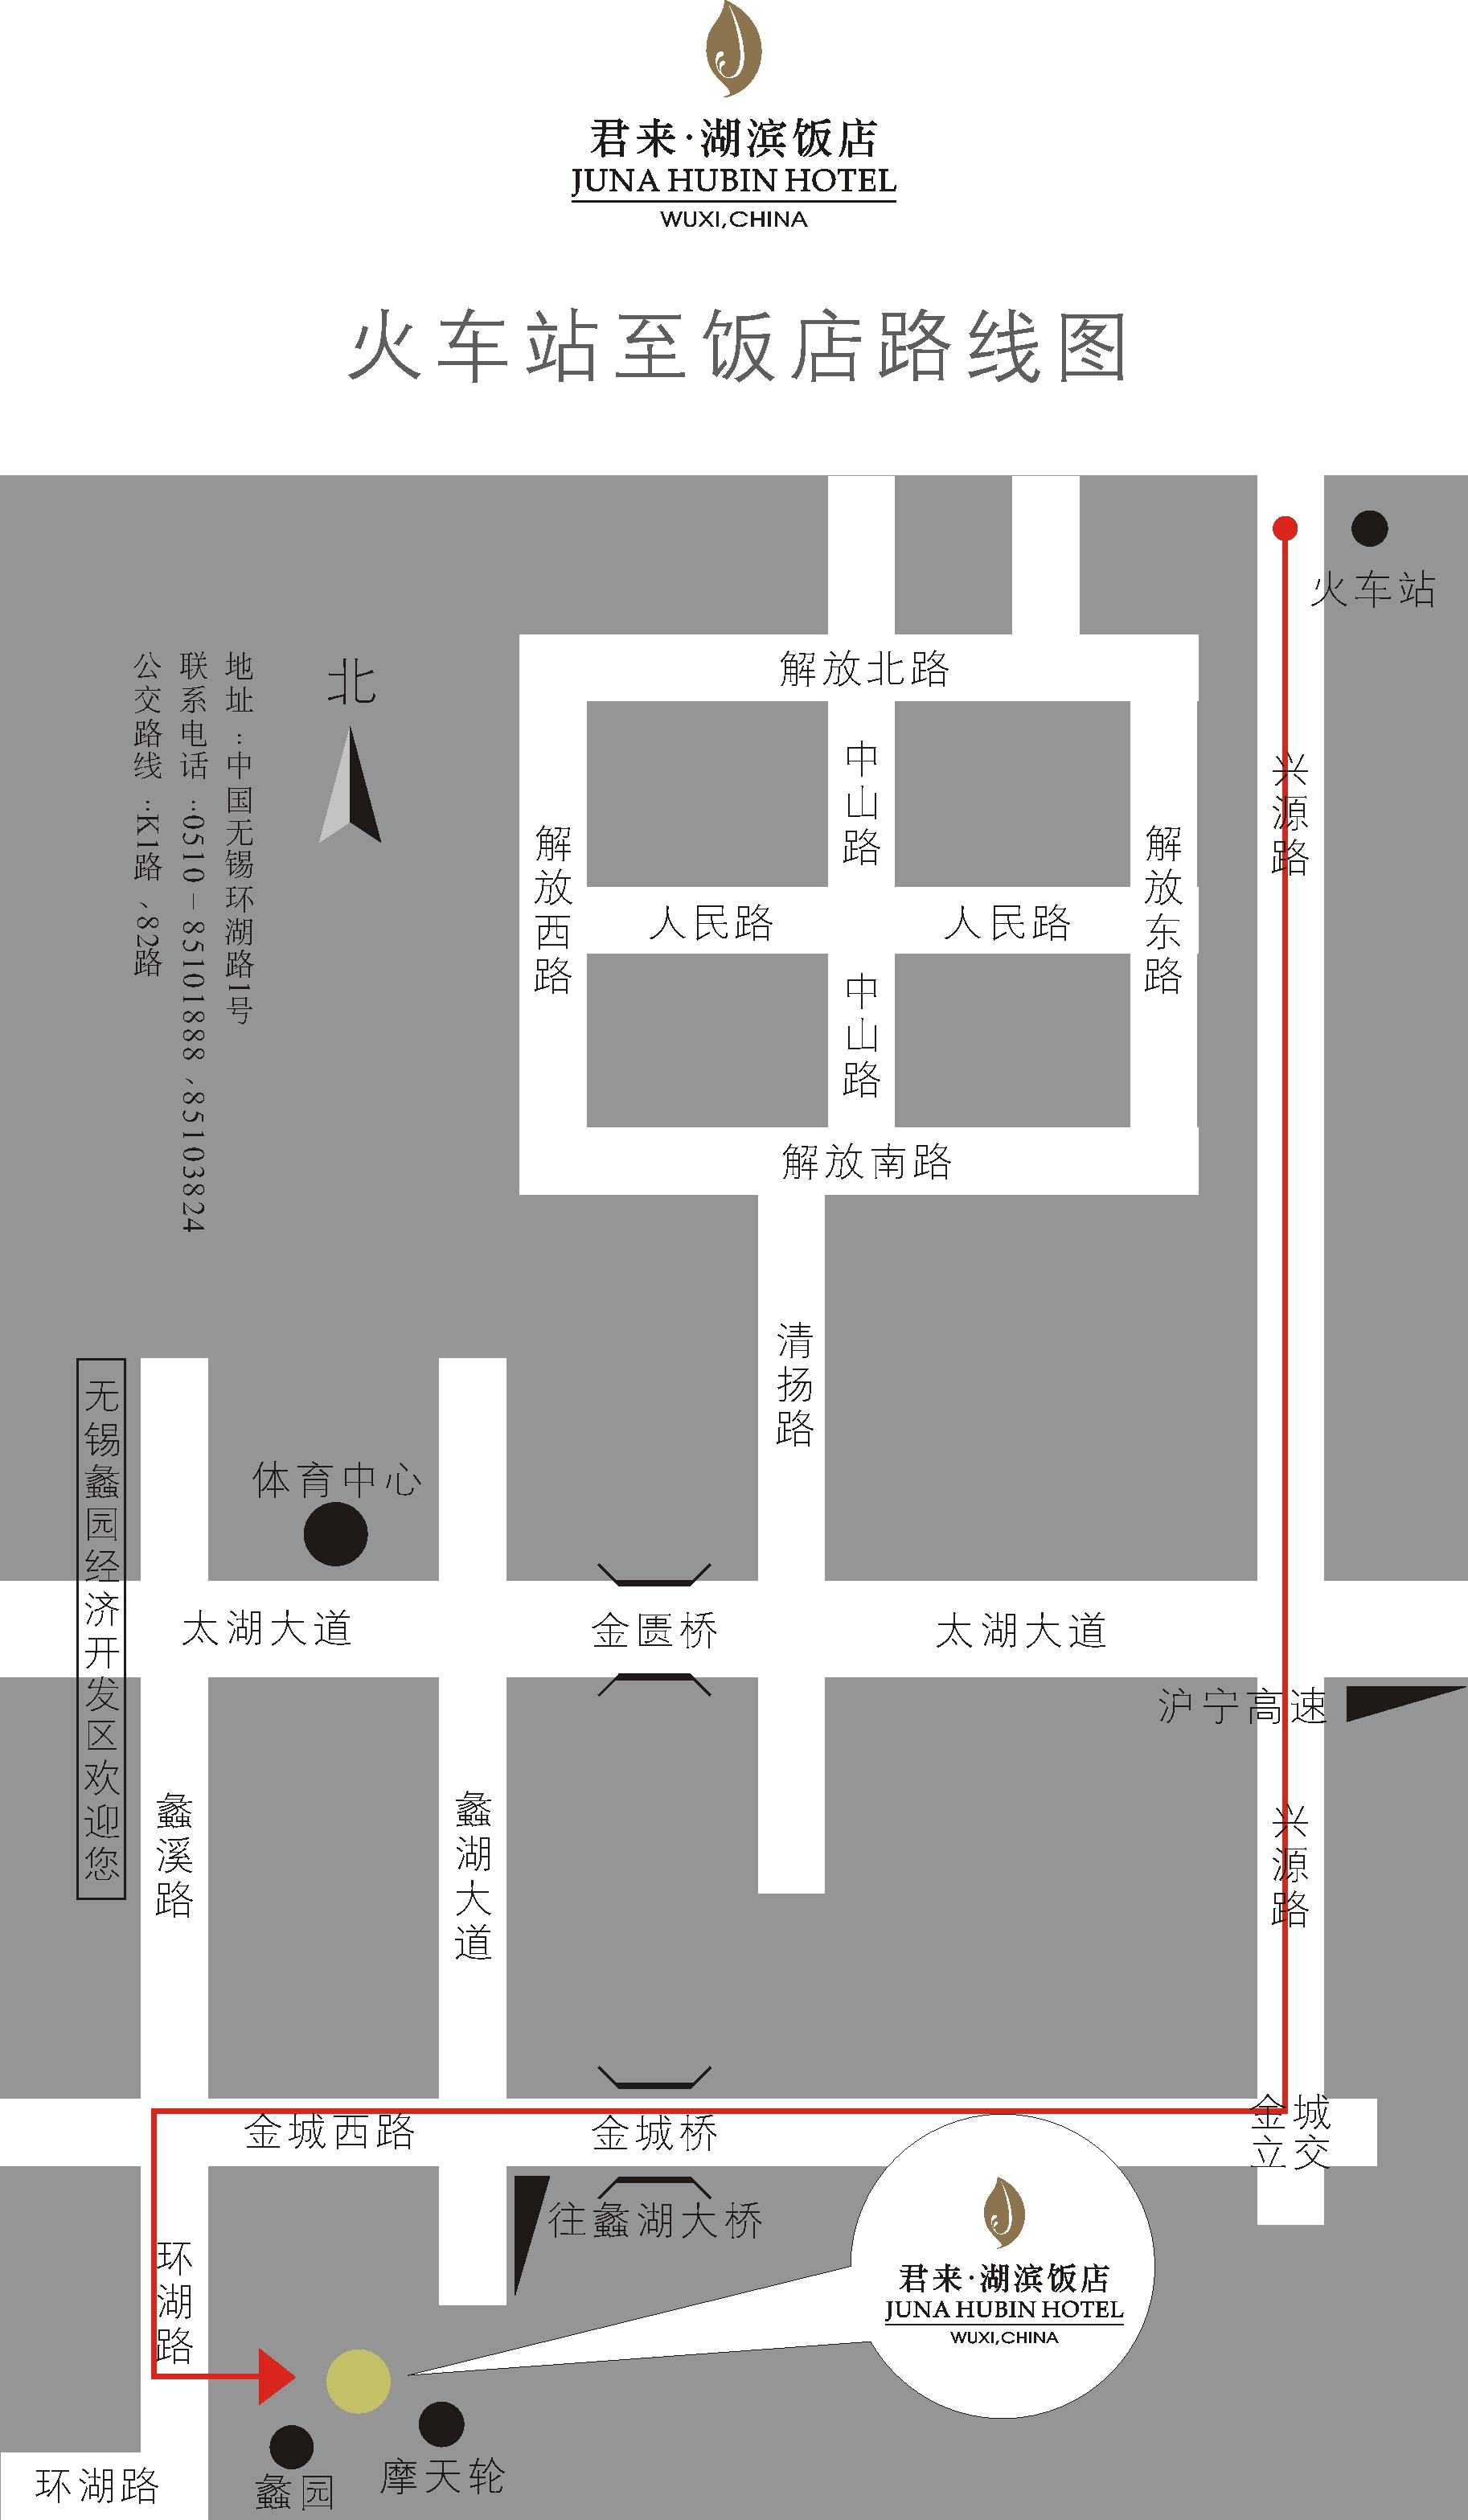 君来·湖滨饭店
JUNA HUBIN HOTEL
WUXI,CHINA
火车站至饭店路线图
火车站
地址:中国无锡环湖路1号
联系电话:0510-85101888、85103824
公交路线:K1路、82路
北
解放北路
中山路
兴源路
解放西路
解放东路
人民路
人民路
中山路
解放南路
清扬路
无锡蠡园经济开发区欢迎您
体育中心
太湖大道
金匮桥
太湖大道
沪宁高速
蠡溪路
蠡湖大道
兴源路
金城西路
金城桥
金城
立交
往蠡湖大桥
环湖路
君来·湖滨饭店
JUNA HUBIN HOTEL
WUXI,CHINA
摩天轮
蠡园
环湖路